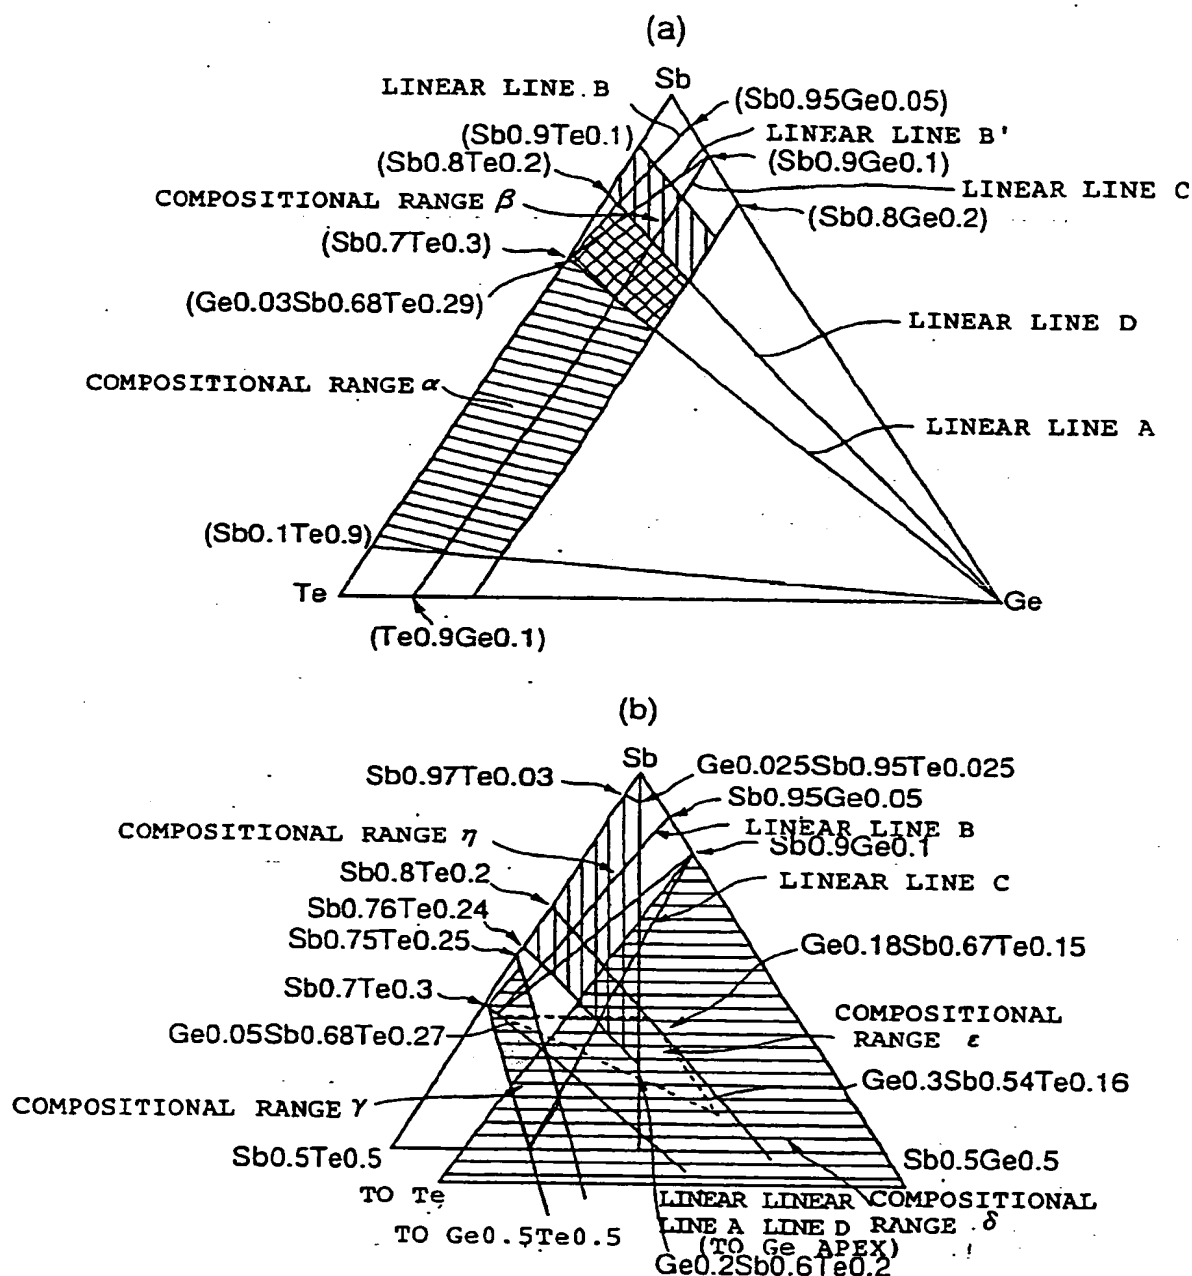 (a)
Sb
LINEAR LINE B
(Sb0.95Ge0.05)
(Sb0.9Te0.1)
LINEAR LINE B'
(Sb0.8Te0.2)
(Sb0.9Ge0.1)
LINEAR LINE C
COMPOSITIONAL RANGE β
(Sb0.8Ge0.2)
(Sb0.7Te0.3)
(Ge0.03Sb0.68Te0.29)
LINEAR LINE D
COMPOSITIONAL RANGE α
LINEAR LINE A
(Sb0.1Te0.9)
Te
Ge
(Te0.9Ge0.1)
(b)
Sb
Sb0.97Te0.03
Ge0.025Sb0.95Te0.025
Sb0.95Ge0.05
COMPOSITIONAL RANGE η
LINEAR LINE B
Sb0.9Ge0.1
Sb0.8Te0.2
LINEAR LINE C
Sb0.76Te0.24
Sb0.75Te0.25
Ge0.18Sb0.67Te0.15
Sb0.7Te0.3
COMPOSITIONAL
RANGE ε
Ge0.05Sb0.68Te0.27
Ge0.3Sb0.54Te0.16
COMPOSITIONAL RANGE γ
Sb0.5Te0.5
Sb0.5Ge0.5
TO Te
LINEAR LINEAR COMPOSITIONAL
LINE A LINE D RANGE δ
TO Ge0.5Te0.5
(TO Ge APEX)
Ge0.2Sb0.6Te0.2